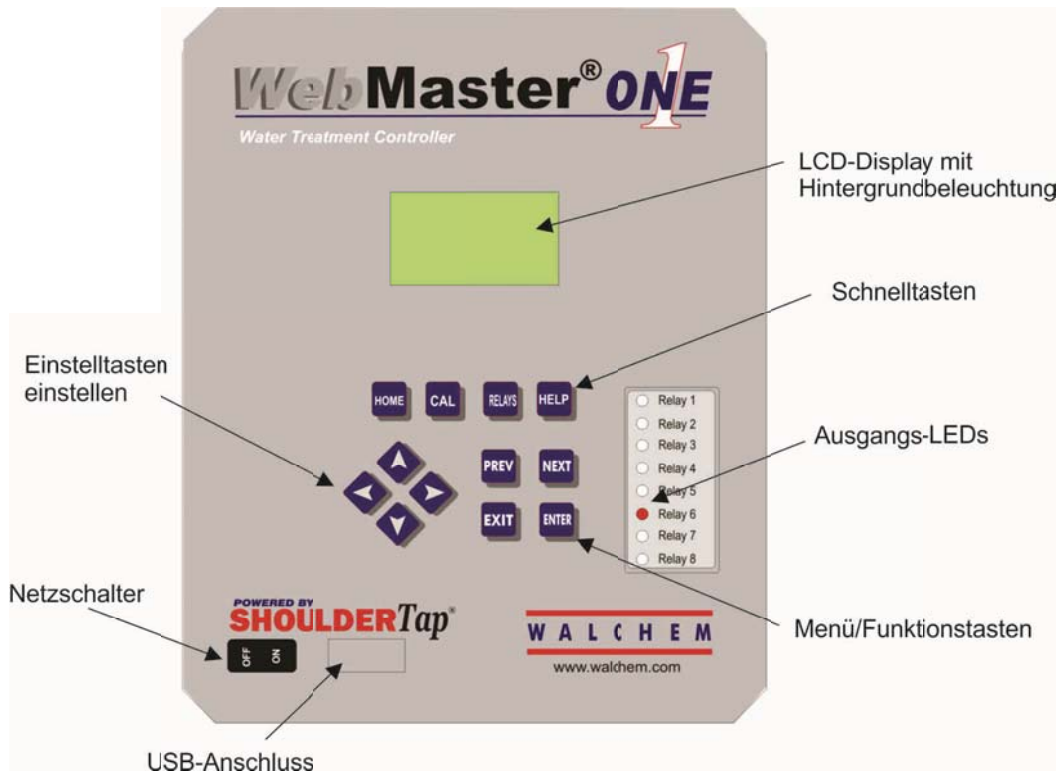 WebMaster® ONE 1
Water Treatment Controller
LCD-Display mit
Hintergrundbeleuchtung
Schnelltasten
Einstelltasten
einstellen
HOME CAL RELAYS HELP
PREV NEXT
EXIT ENTER
Relay 1
Relay 2
Relay 3
Relay 4
Relay 5
Relay 6
Relay 7
Relay 8
Ausgangs-LEDs
Netzschalter
POWERED BY
SHOULDERTap®
OFF ON
WALCHEM
www.walchem.com
Menü/Funktionstasten
USB-Anschluss